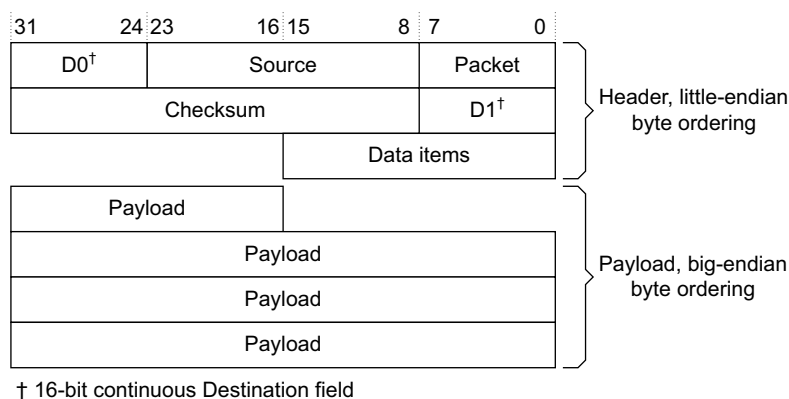 31 24 23 16 15 8 7 0
D0† Source Packet
Checksum D1†
Data items
Header, little-endian
byte ordering
Payload
Payload
Payload
Payload
Payload, big-endian
byte ordering
† 16-bit continuous Destination field